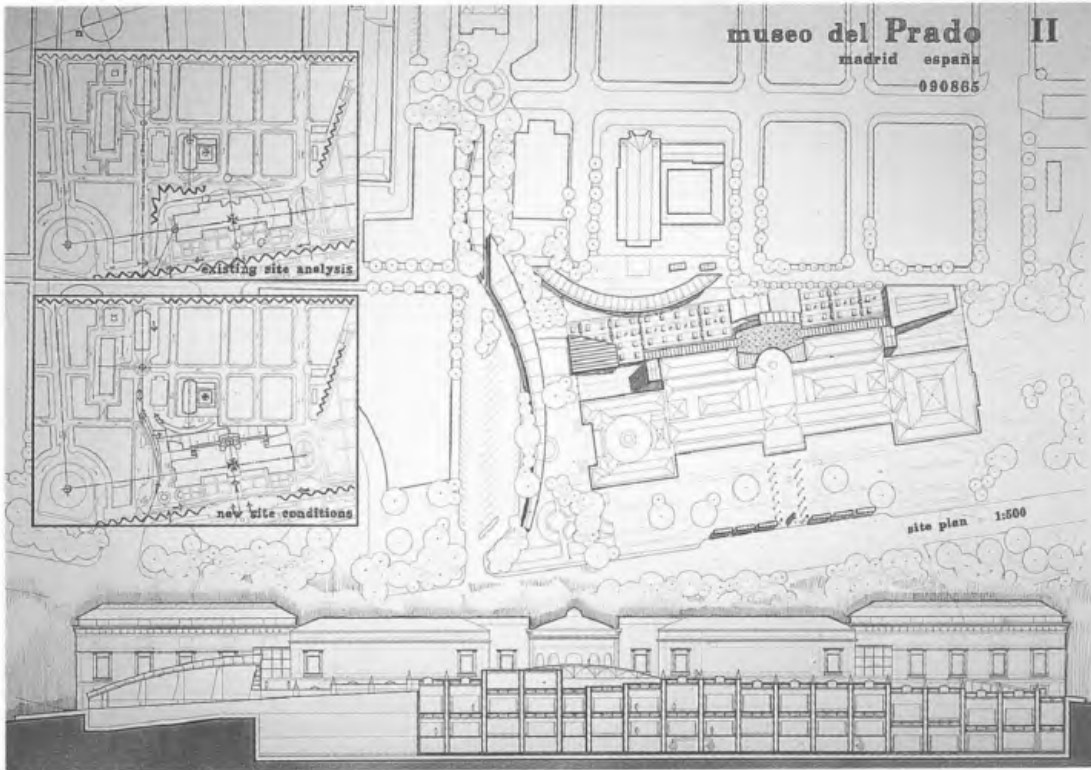 museo del Prado II
madrid españa
090865
existing site analysis
new site conditions
site plan 1:500